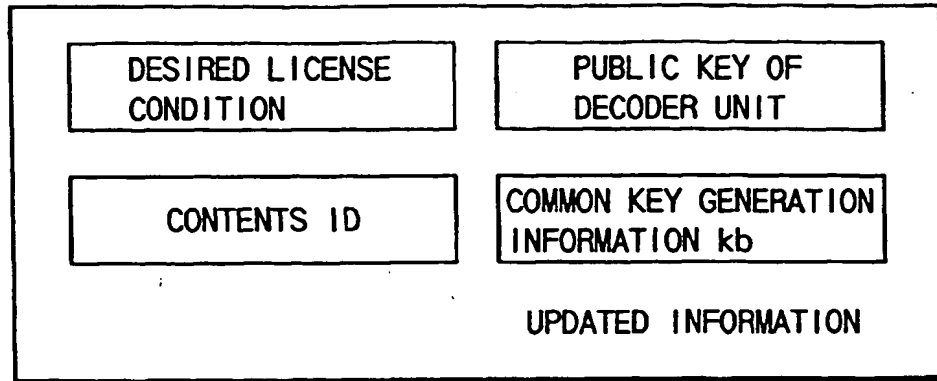 DESIRED LICENSE
CONDITION
PUBLIC KEY OF
DECODER UNIT
CONTENTS ID
COMMON KEY GENERATION
INFORMATION kb
UPDATED INFORMATION